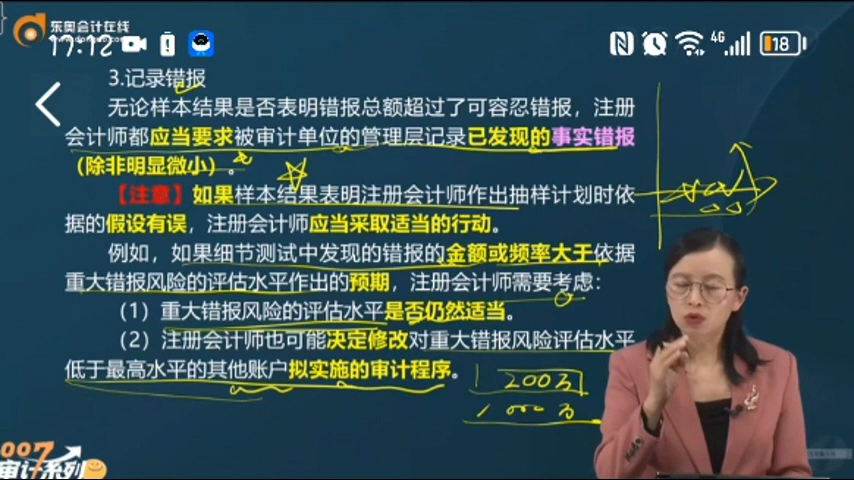 东奥会计在线
17:12
4G
18
3.记录错报
无论样本结果是否表明错报总额超过了可容忍错报，注册
会计师都应当要求被审计单位的管理层记录已发现的事实错报
（除非明显微小）。
【注意】如果样本结果表明注册会计师作出抽样计划时依
据的假设有误，注册会计师应当采取适当的行动。
例如，如果细节测试中发现的错报的金额或频率大于依据
重大错报风险的评估水平作出的预期，注册会计师需要考虑：
（1）重大错报风险的评估水平是否仍然适当。
（2）注册会计师也可能决定修改对重大错报风险评估水平
低于最高水平的其他账户拟实施的审计程序。
200万
1000万
007
审计系列